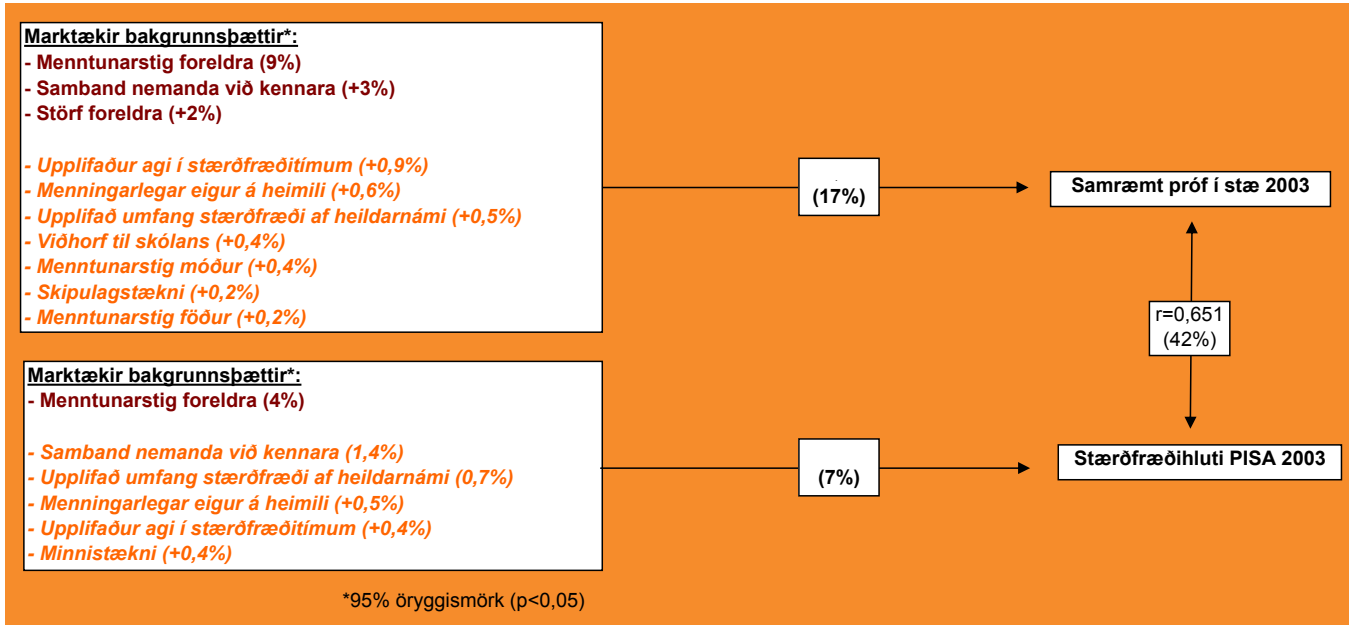 Marktækir bakgrunnsþættir*:
- Menntunarstig foreldra (9%)
- Samband nemanda við kennara (+3%)
- Störf foreldra (+2%)
- Upplifaður agi í stærðfræðitímum (+0,9%)
- Menningarlegar eigur á heimili (+0,6%)
- Upplifað umfang stærðfræði af heildarnámi (+0,5%)
- Viðhorf til skólans (+0,4%)
- Menntunarstig móður (+0,4%)
- Skipulagstækni (+0,2%)
- Menntunarstig föður (+0,2%)
(17%)
Samræmt próf í stæ 2003
r=0,651
(42%)
Marktækir bakgrunnsþættir*:
- Menntunarstig foreldra (4%)
- Samband nemanda við kennara (1,4%)
- Upplifað umfang stærðfræði af heildarnámi (0,7%)
- Menningarlegar eigur á heimili (+0,5%)
- Upplifaður agi í stærðfræðitímum (+0,4%)
- Minnistækni (+0,4%)
(7%)
Stærðfræðihluti PISA 2003
*95% öryggismörk (p<0,05)